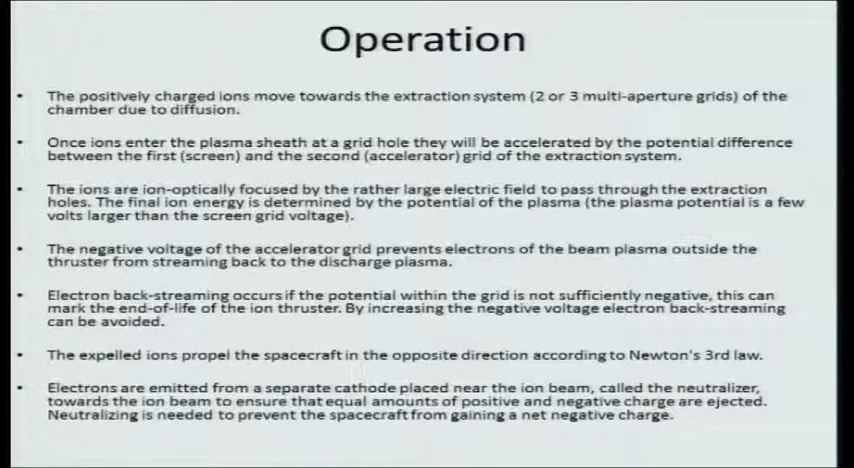 Operation
• The positively charged ions move towards the extraction system (2 or 3 multi-aperture grids) of the
chamber due to diffusion.
• Once ions enter the plasma sheath at a grid hole they will be accelerated by the potential difference
between the first (screen) and the second (accelerator) grid of the extraction system.
• The ions are ion-optically focused by the rather large electric field to pass through the extraction
holes. The final ion energy is determined by the potential of the plasma (the plasma potential is a few
volts larger than the screen grid voltage).
• The negative voltage of the accelerator grid prevents electrons of the beam plasma outside the
thruster from streaming back to the discharge plasma.
• Electron back-streaming occurs if the potential within the grid is not sufficiently negative, this can
mark the end-of-life of the ion thruster. By increasing the negative voltage electron back-streaming
can be avoided.
• The expelled ions propel the spacecraft in the opposite direction according to Newton's 3rd law.
• Electrons are emitted from a separate cathode placed near the ion beam, called the neutralizer,
towards the ion beam to ensure that equal amounts of positive and negative charge are ejected.
Neutralizing is needed to prevent the spacecraft from gaining a net negative charge.